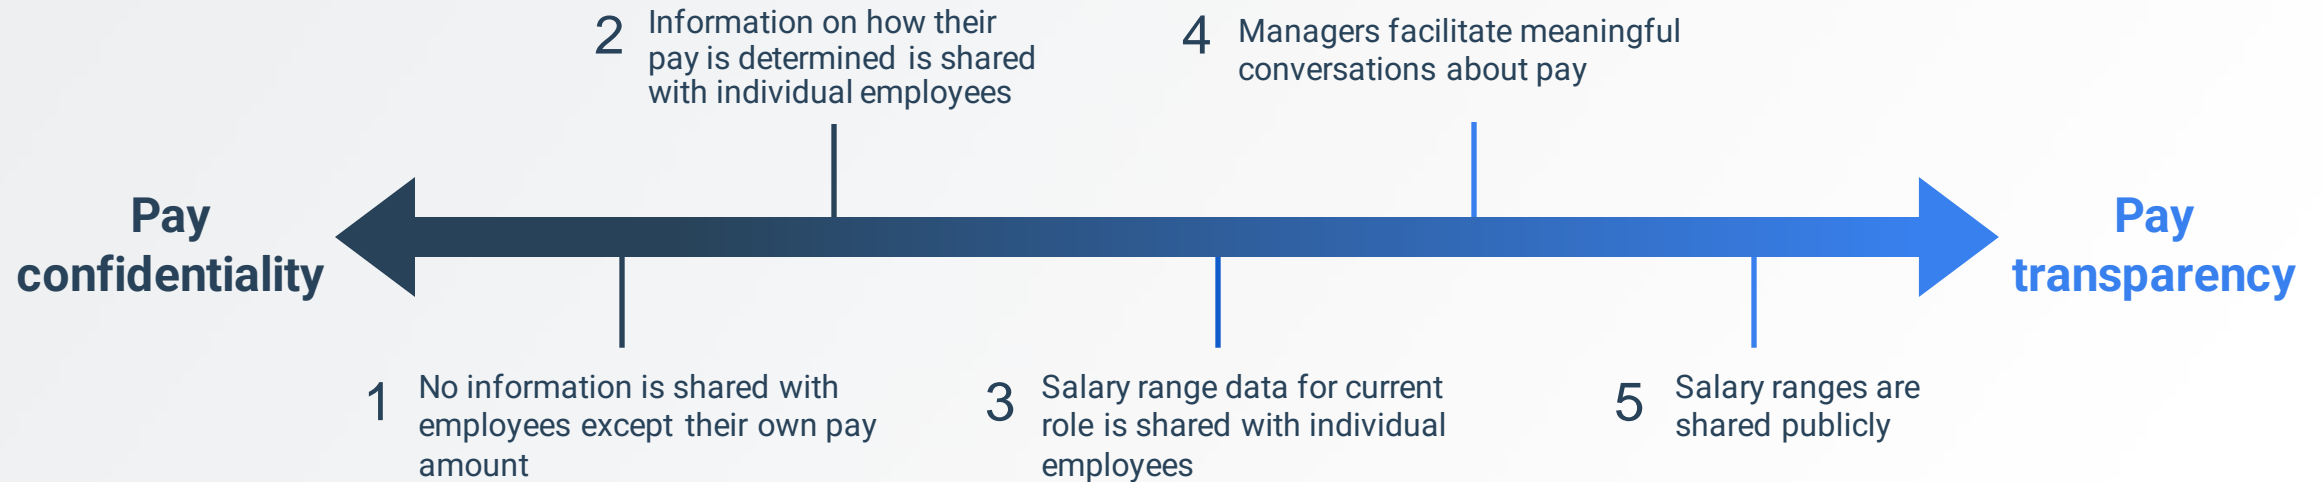 2
Information on how their
pay is determined is shared
with individual employees
4
Managers facilitate meaningful
conversations about pay
Pay
confidentiality
Pay
transparency
1
No information is shared with
employees except their own pay
amount
3
Salary range data for current
role is shared with individual
employees
5
Salary ranges are
shared publicly